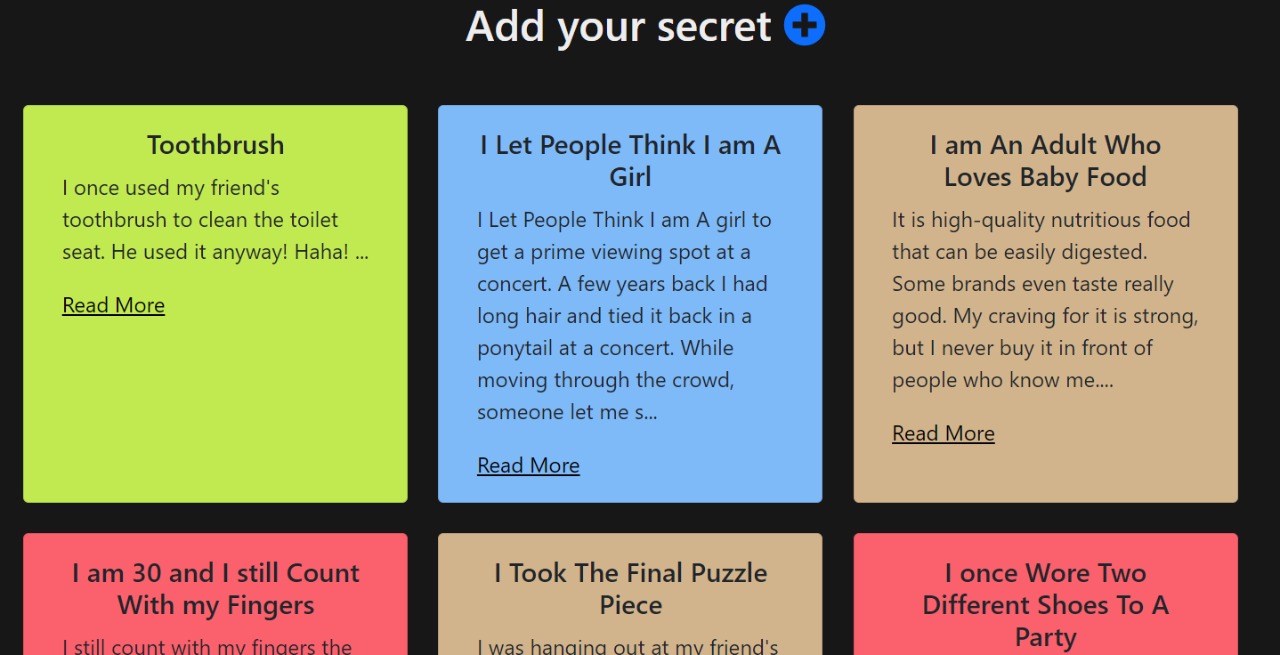 Add your secret
Toothbrush
I once used my friend's
toothbrush to clean the toilet
seat. He used it anyway! Haha! ...
Read More
I Let People Think I am A
Girl
I Let People Think I am A girl to
get a prime viewing spot at a
concert. A few years back I had
long hair and tied it back in a
ponytail at a concert. While
moving through the crowd,
someone let me s...
Read More
I am An Adult Who
Loves Baby Food
It is high-quality nutritious food
that can be easily digested.
Some brands even taste really
good. My craving for it is strong,
but I never buy it in front of
people who know me....
Read More
I am 30 and I still Count
With my Fingers
I still count with my fingers the
I Took The Final Puzzle
Piece
I was hanging out at my friend's
I once Wore Two
Different Shoes To A
Party